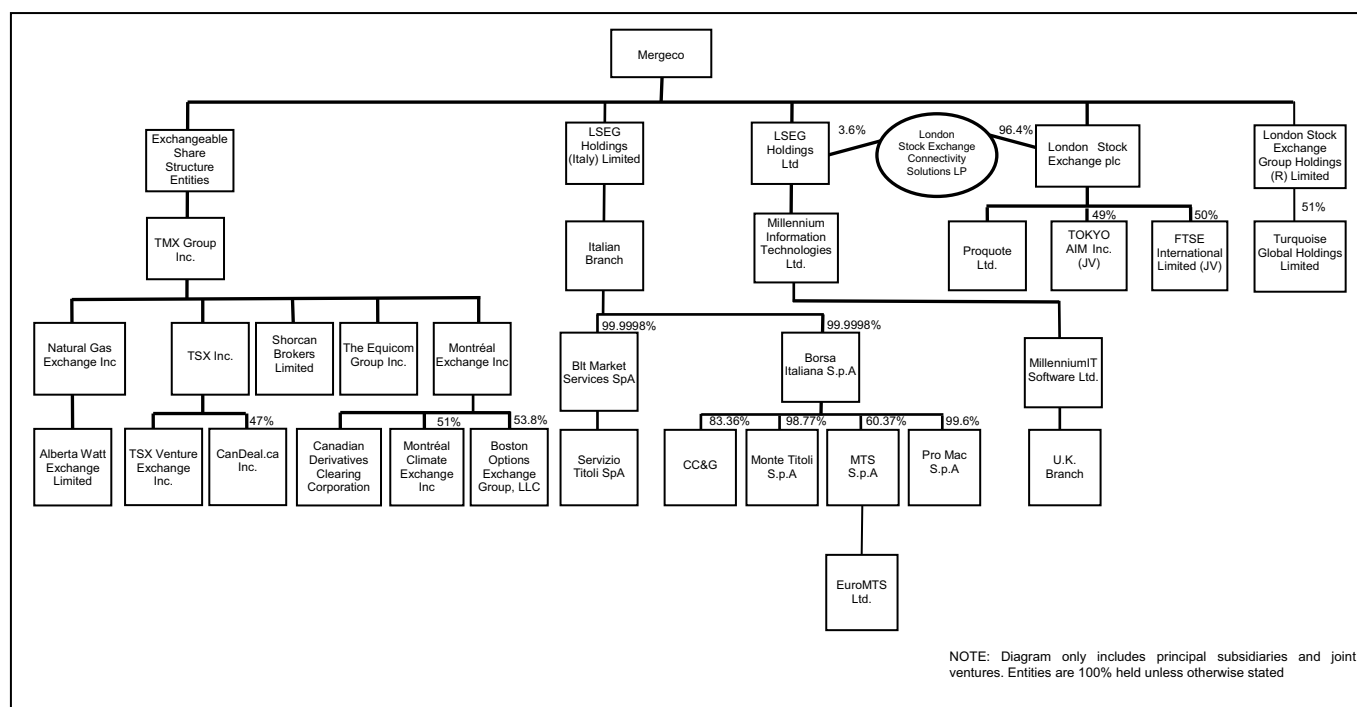 Mergeco
Exchangeable
Share
Structure
Entities
LSEG
Holdings
(Italy) Limited
LSEG
Holdings
Ltd
3.6%
London
Stock Exchange
Connectivity
Solutions LP
96.4%
London Stock
Exchange plc
London Stock
Exchange
Group Holdings
(R) Limited
TMX Group
Inc.
Italian
Branch
Millennium
Information
Technologies
Ltd.
Proquote
Ltd.
49%
TOKYO
AIM Inc.
(JV)
50%
FTSE
International
Limited (JV)
51%
Turquoise
Global Holdings
Limited
Natural Gas
Exchange Inc
TSX Inc.
Shorcan
Brokers
Limited
The Equicom
Group Inc.
Montréal
Exchange Inc
99.9998%
BIt Market
Services SpA
99.9998%
Borsa
Italiana S.p.A
MillenniumIT
Software Ltd.
Alberta Watt
Exchange
Limited
TSX Venture
Exchange
Inc.
47%
CanDeal.ca
Inc.
Canadian
Derivatives
Clearing
Corporation
51%
Montréal
Climate
Exchange
Inc
53.8%
Boston
Options
Exchange
Group, LLC
Servizio
Titoli SpA
83.36%
CC&G
98.77%
Monte Titoli
S.p.A
60.37%
MTS
S.p.A
99.6%
Pro Mac
S.p.A
U.K.
Branch
EuroMTS
Ltd.
NOTE: Diagram only includes principal subsidiaries and joint
ventures. Entities are 100% held unless otherwise stated